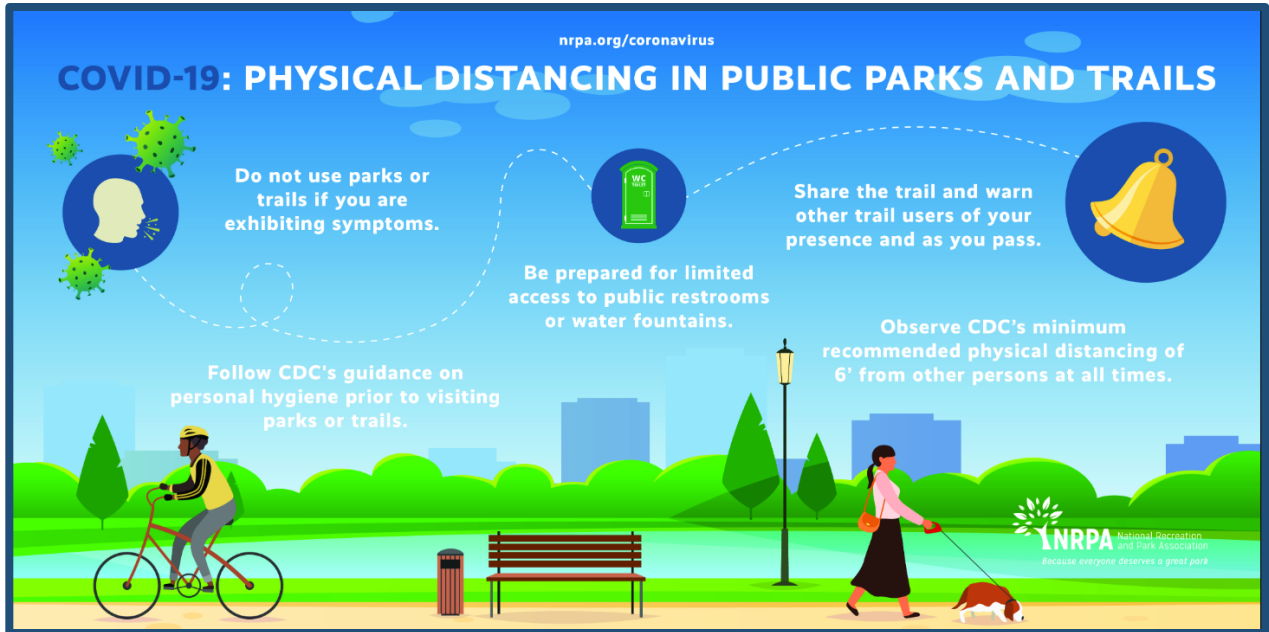 nrpa.org/coronavirus
COVID-19: PHYSICAL DISTANCING IN PUBLIC PARKS AND TRAILS
Do not use parks or
trails if you are
exhibiting symptoms.
Follow CDC's guidance on
personal hygiene prior to visiting
parks or trails.
WC
TOILET
Be prepared for limited
access to public restrooms
or water fountains.
Share the trail and warn
other trail users of your
presence and as you pass.
Observe CDC's minimum
recommended physical distancing of
6' from other persons at all times.
NRPA
National Recreation
and Park Association
Because everyone deserves a great park